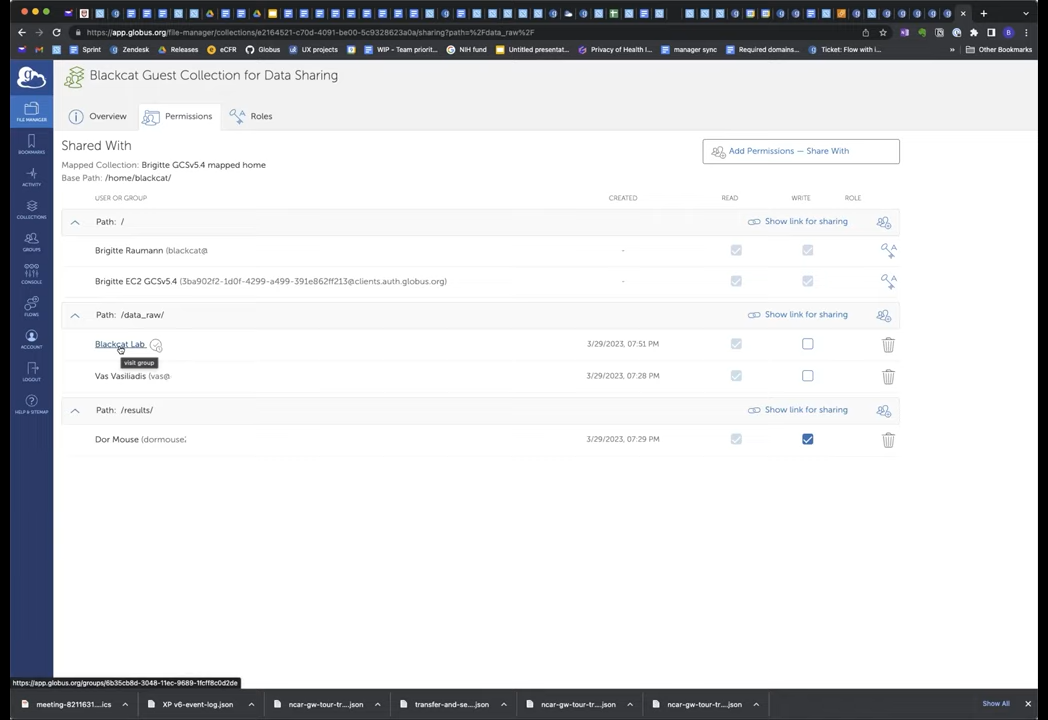 https://app.globus.org/file-manager/collections/e2164521-c70d-4091-be00-5c9328623a0a/sharing?path=%2Fdata_raw%2F
Sprint Zendesk Releases eCFR Globus UX projects WIP - Team priorit... NIH fund Untitled presentat... Privacy of Health I... manager sync Required domains... Ticket: Flow with i... » Other Bookmarks
Blackcat Guest Collection for Data Sharing
FILE MANAGER
BOOKMARKS
ACTIVITY
COLLECTIONS
GROUPS
CONSOLE
FLOWS
ACCOUNT
LOGOUT
HELP & SITEMAP
Overview Permissions Roles
Shared With
Add Permissions — Share With
Mapped Collection: Brigitte GCSv5.4 mapped home
Base Path: /home/blackcat/
USER OR GROUP CREATED READ WRITE ROLE
Path: / Show link for sharing
Brigitte Raumann (blackcat@ -
Brigitte EC2 GCSv5.4 (3ba902f2-1d0f-4299-a499-391e862ff213@clients.auth.globus.org) -
Path: /data_raw/ Show link for sharing
Blackcat Lab 3/29/2023, 07:51 PM
visit group
Vas Vasiliadis (vas@ 3/29/2023, 07:28 PM
Path: /results/ Show link for sharing
Dor Mouse (dormouse 3/29/2023, 07:29 PM
https://app.globus.org/groups/6b35cb8d-3048-11ec-9689-1fcff8c0d2de
meeting-8211631....ics XP v6-event-log.json ncar-gw-tour-tr....json transfer-and-se....json ncar-gw-tour-tr....json ncar-gw-tour-tr....json Show All